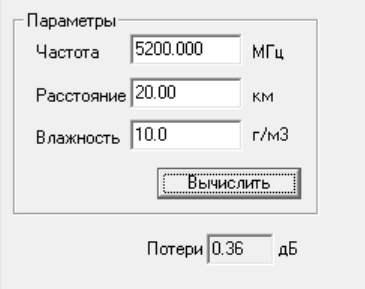 Параметры
Частота 5200.000 МГц
Расстояние 20.00 км
Влажность 10.0 г/м3
Вычислить
Потери 0.36 дБ